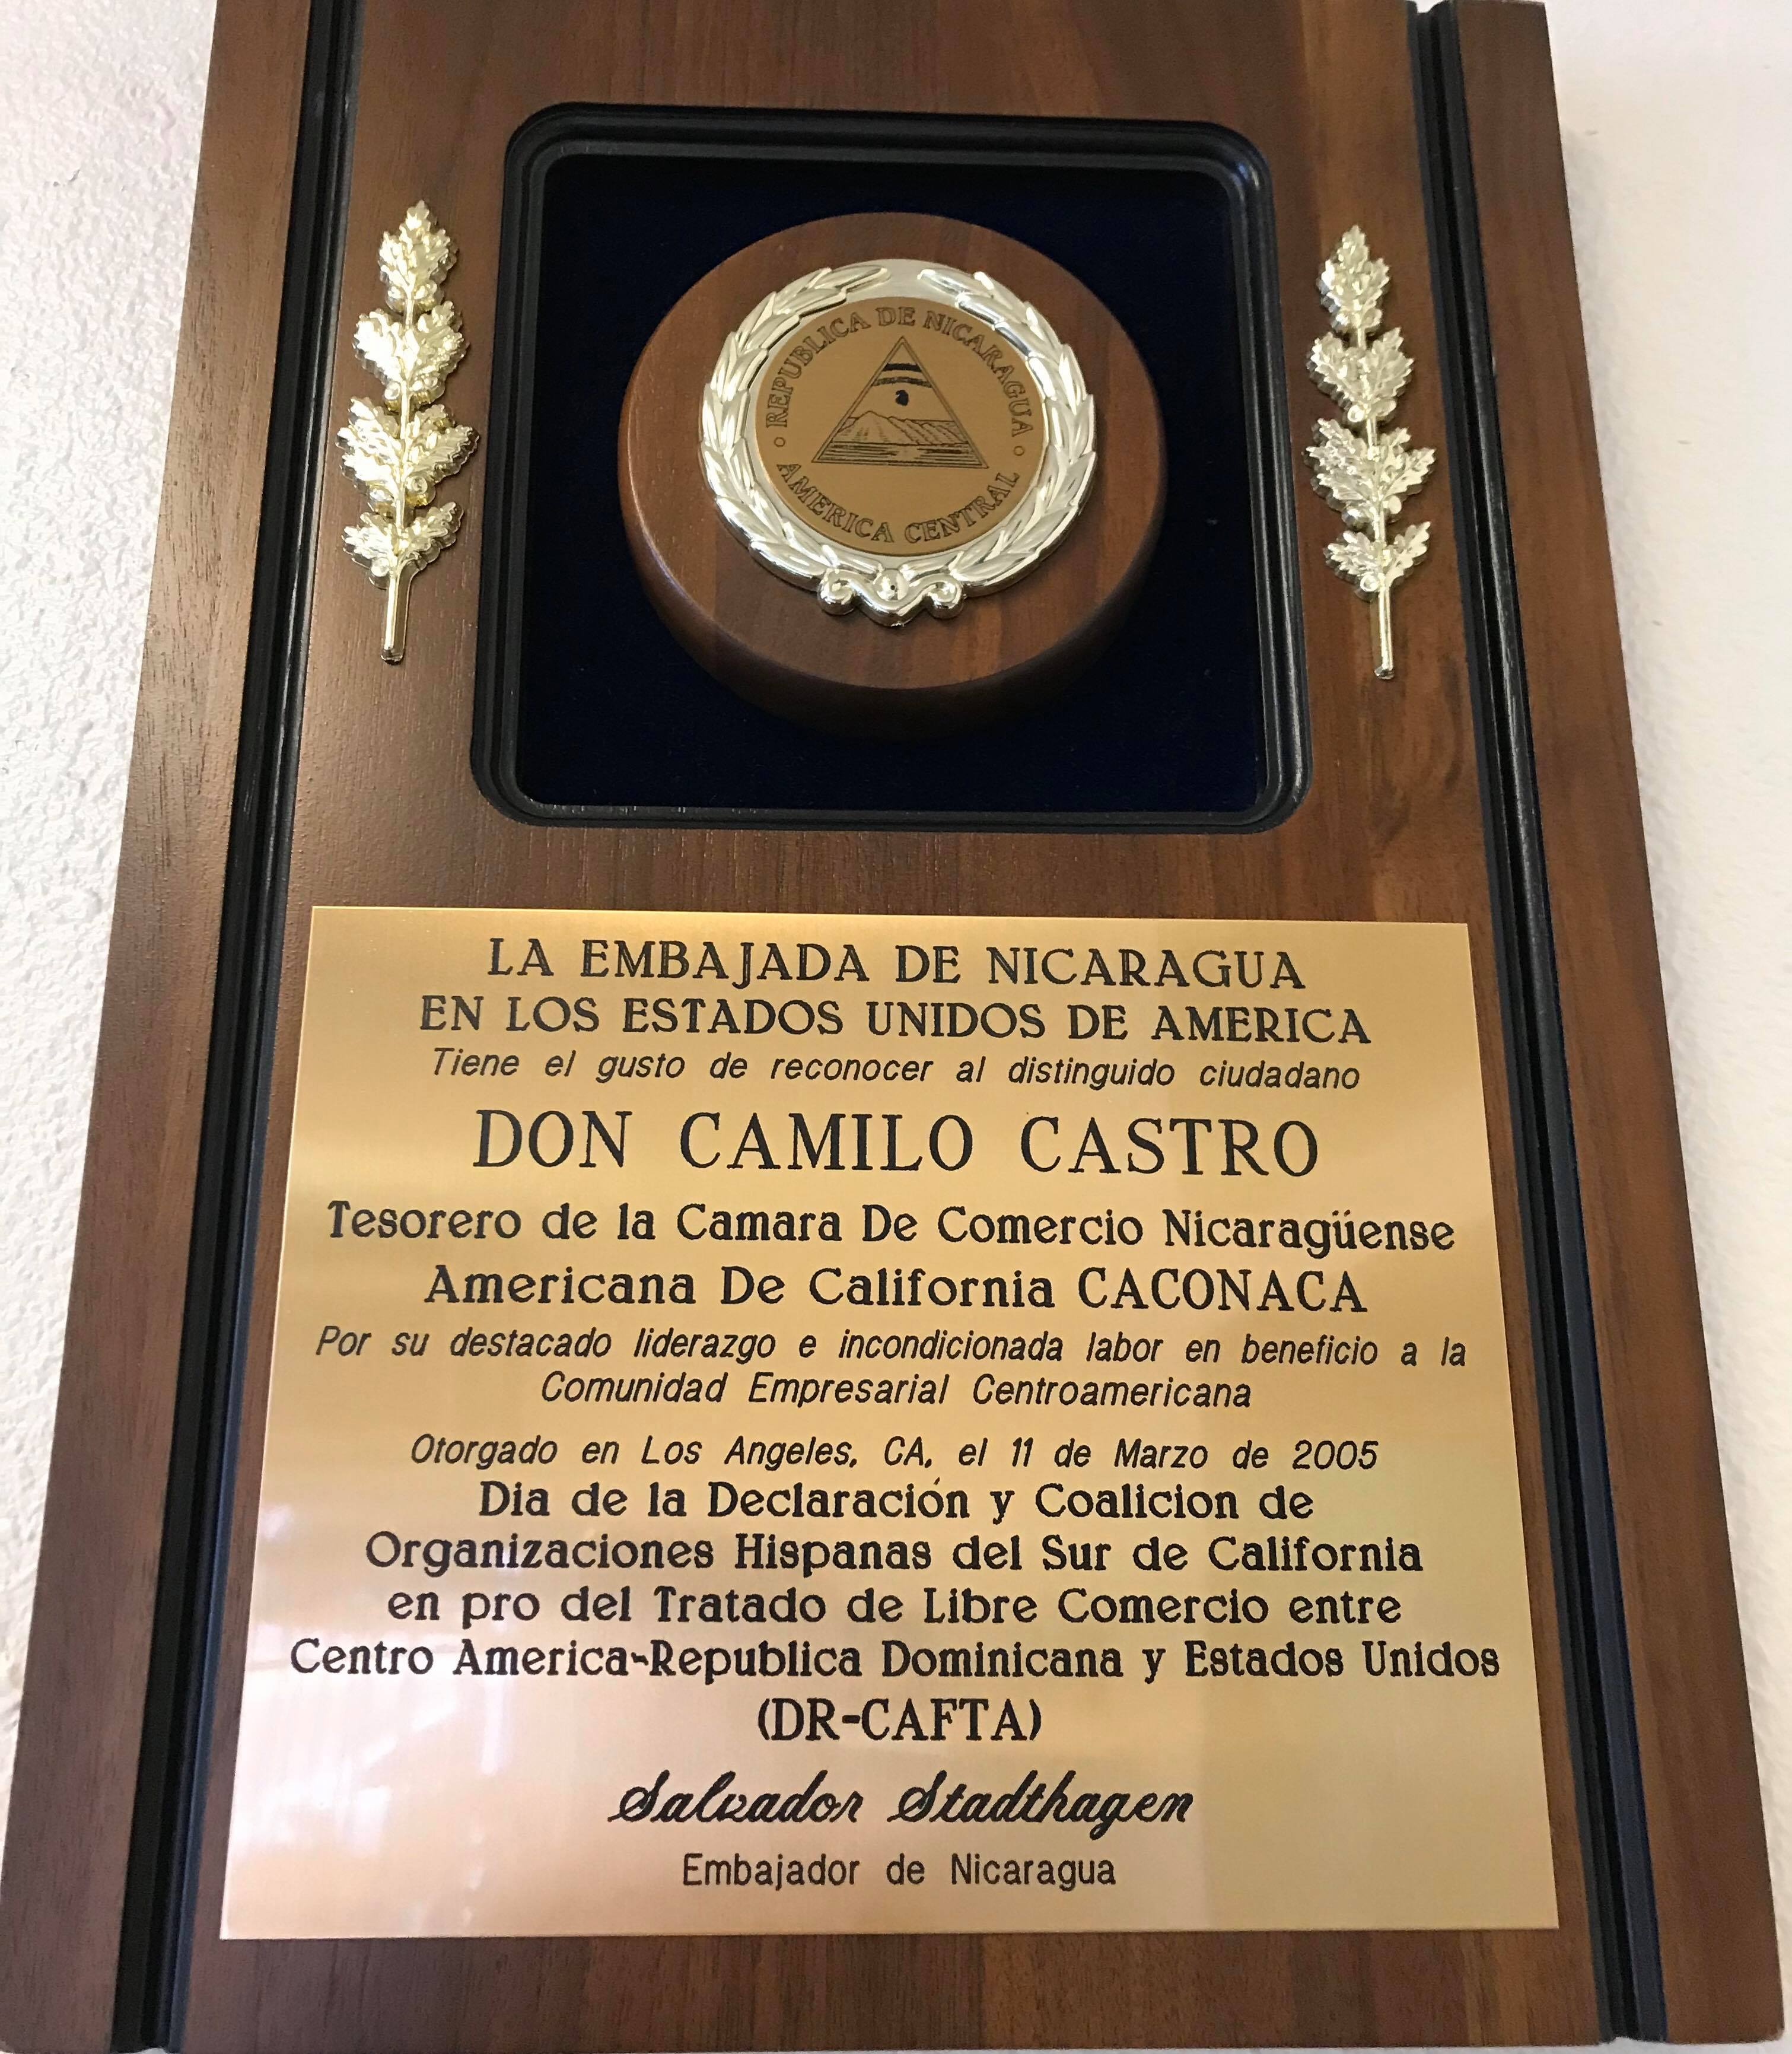 REPUBLICA DE NICARAGUA
AMERICA CENTRAL
LA EMBAJADA DE NICARAGUA
EN LOS ESTADOS UNIDOS DE AMERICA
Tiene el gusto de reconocer al distinguido ciudadano
DON CAMILO CASTRO
Tesorero de la Camara De Comercio Nicaragüense
Americana De California CACONACA
Por su destacado liderazgo e incondicionada labor en beneficio a la
Comunidad Empresarial Centroamericana
Otorgado en Los Angeles, CA, el 11 de Marzo de 2005
Dia de la Declaración y Coalicion de
Organizaciones Hispanas del Sur de California
en pro del Tratado de Libre Comercio entre
Centro America-Republica Dominicana y Estados Unidos
(DR-CAFTA)
Salvador Stadthagen
Embajador de Nicaragua